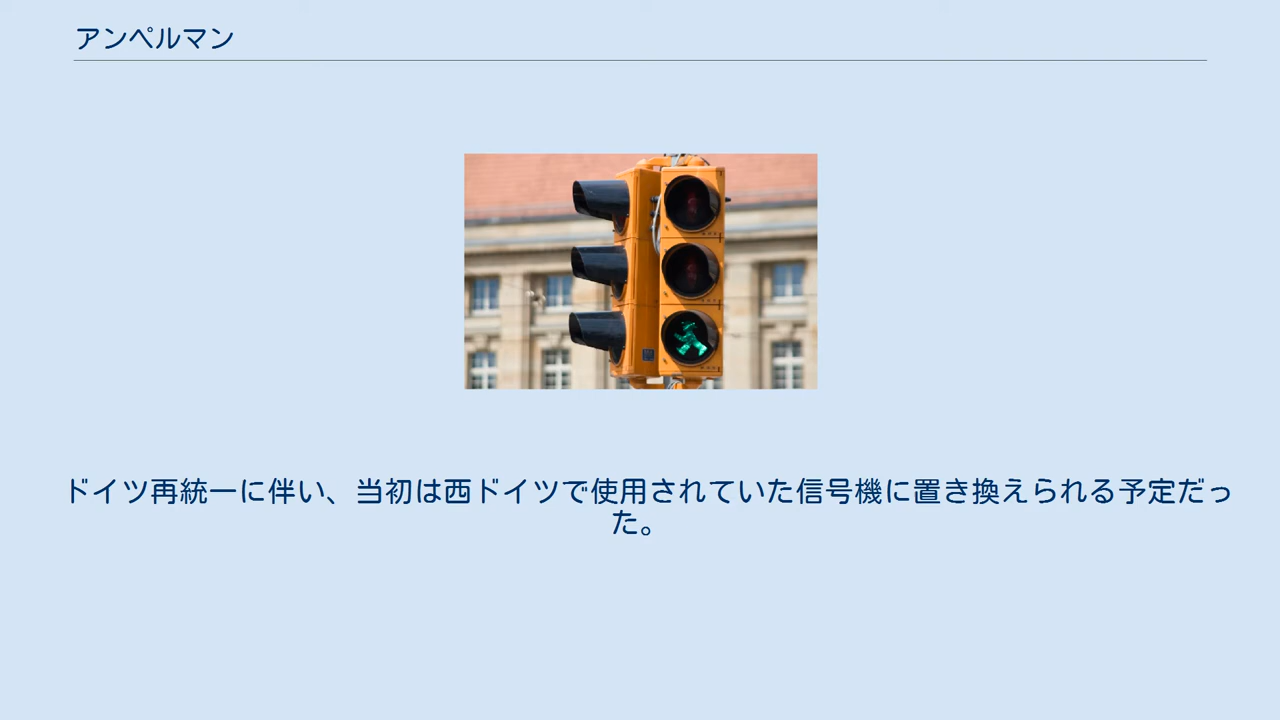 アンペルマン
ドイツ再統一に伴い、当初は西ドイツで使用されていた信号機に置き換えられる予定だっ
た。